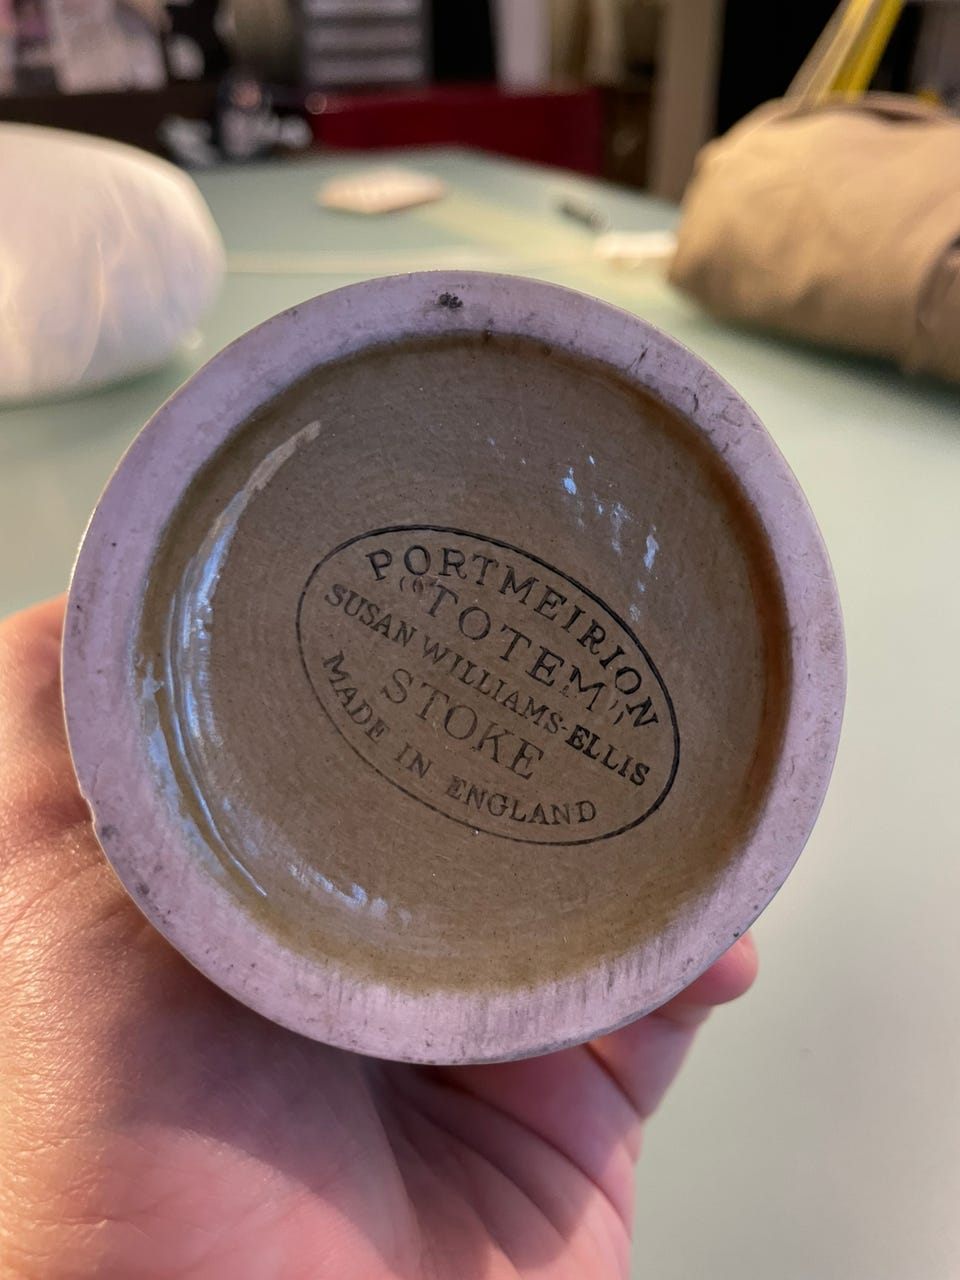 PORTMEIRION
"TOTEM"
SUSAN WILLIAMS-ELLIS
STOKE
MADE IN ENGLAND